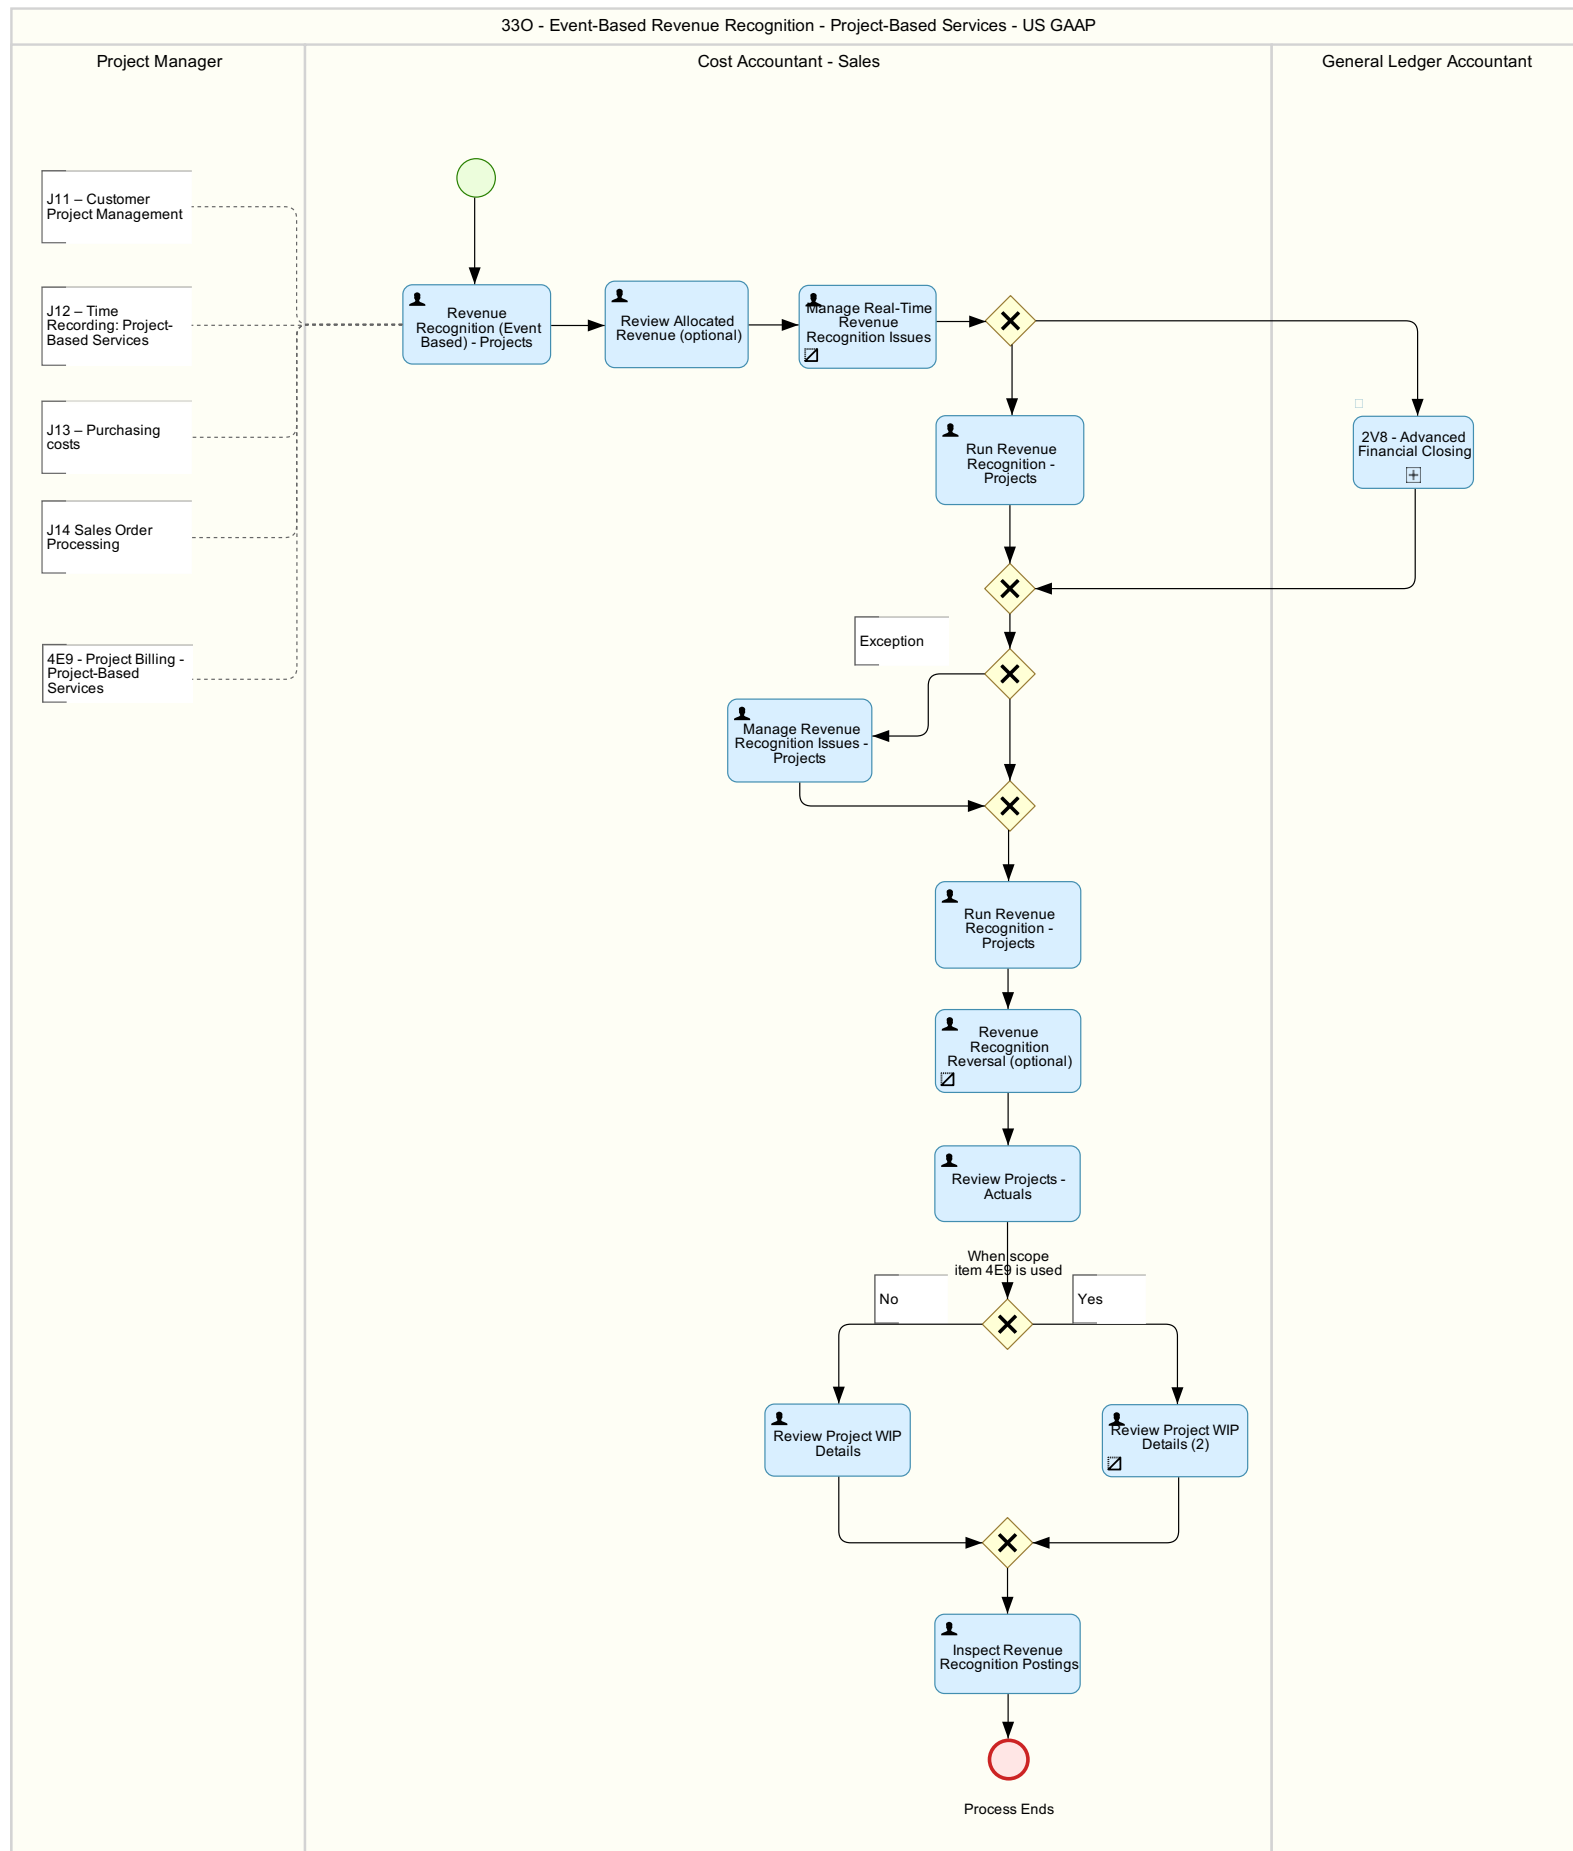 33O - Event-Based Revenue Recognition - Project-Based Services - US GAAP
Project Manager
Cost Accountant - Sales
General Ledger Accountant
J11 – Customer
Project Management
J12 – Time
Recording: Project-
Based Services
J13 – Purchasing
costs
J14 Sales Order
Processing
4E9 - Project Billing -
Project-Based
Services
Revenue
Recognition (Event
Based) - Projects
Review Allocated
Revenue (optional)
Manage Real-Time
Revenue
Recognition Issues
Run Revenue
Recognition -
Projects
2V8 - Advanced
Financial Closing
Exception
Manage Revenue
Recognition Issues -
Projects
Run Revenue
Recognition -
Projects
Revenue
Recognition
Reversal (optional)
Review Projects -
Actuals
When scope
item 4E9 is used
No
Yes
Review Project WIP
Details
Review Project WIP
Details (2)
Inspect Revenue
Recognition Postings
Process Ends